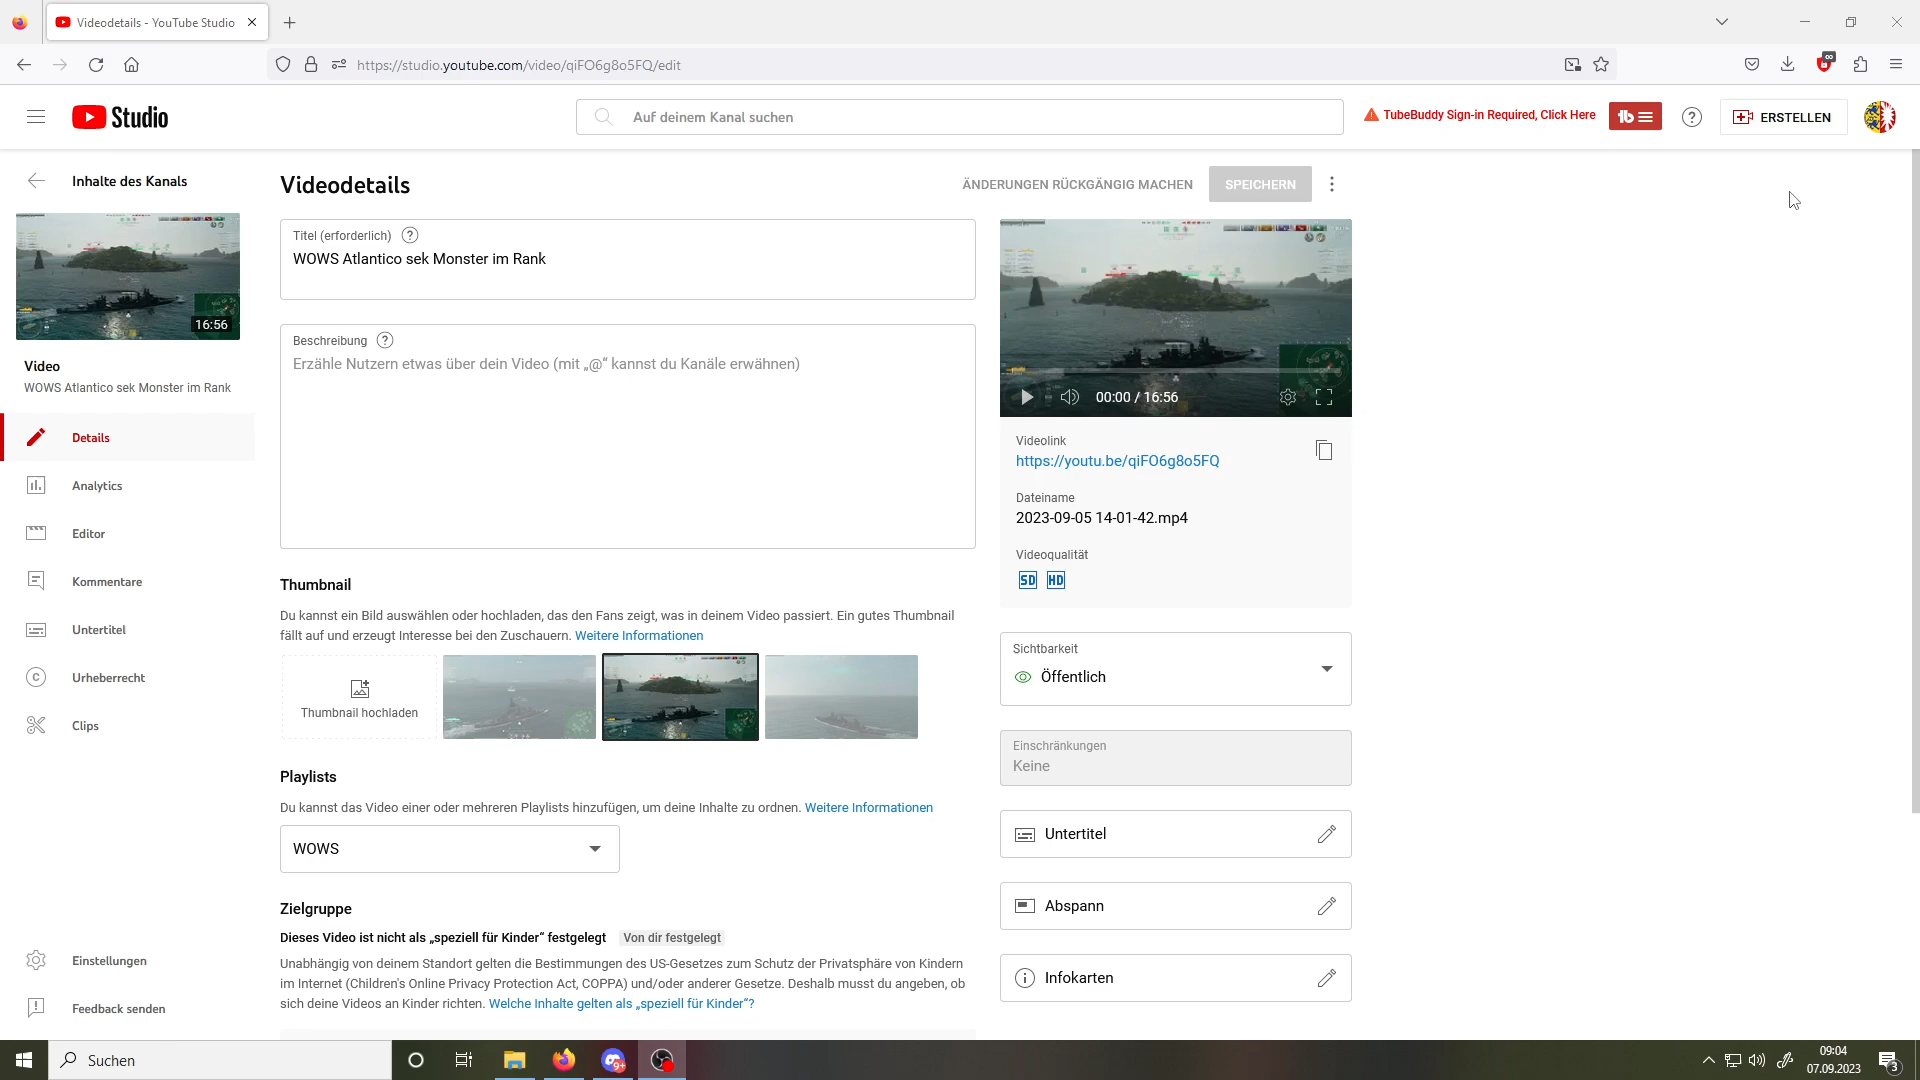 Videodetails - YouTube Studio
https://studio.youtube.com/video/qiFO6g8o5FQ/edit
Studio
Auf deinem Kanal suchen
TubeBuddy Sign-in Required, Click Here
tb
ERSTELLEN
Inhalte des Kanals
16:56
Video
WOWS Atlantico sek Monster im Rank
Details
Analytics
Editor
Kommentare
Untertitel
Urheberrecht
Clips
Einstellungen
Feedback senden
Videodetails
ÄNDERUNGEN RÜCKGÄNGIG MACHEN
SPEICHERN
Titel (erforderlich)
WOWS Atlantico sek Monster im Rank
Beschreibung
Erzähle Nutzern etwas über dein Video (mit „@“ kannst du Kanäle erwähnen)
Thumbnail
Du kannst ein Bild auswählen oder hochladen, das den Fans zeigt, was in deinem Video passiert. Ein gutes Thumbnail
fällt auf und erzeugt Interesse bei den Zuschauern. Weitere Informationen
Thumbnail hochladen
Playlists
Du kannst das Video einer oder mehreren Playlists hinzufügen, um deine Inhalte zu ordnen. Weitere Informationen
WOWS
Zielgruppe
Dieses Video ist nicht als „speziell für Kinder“ festgelegt Von dir festgelegt
Unabhängig von deinem Standort gelten die Bestimmungen des US-Gesetzes zum Schutz der Privatsphäre von Kindern
im Internet (Children's Online Privacy Protection Act, COPPA) und/oder anderer Gesetze. Deshalb musst du angeben, ob
sich deine Videos an Kinder richten. Welche Inhalte gelten als „speziell für Kinder“?
00:00 / 16:56
Videolink
https://youtu.be/qiFO6g8o5FQ
Dateiname
2023-09-05 14-01-42.mp4
Videoqualität
SD HD
Sichtbarkeit
Öffentlich
Einschränkungen
Keine
Untertitel
Abspann
Infokarten
Suchen
9+
09:04
07.09.2023
3